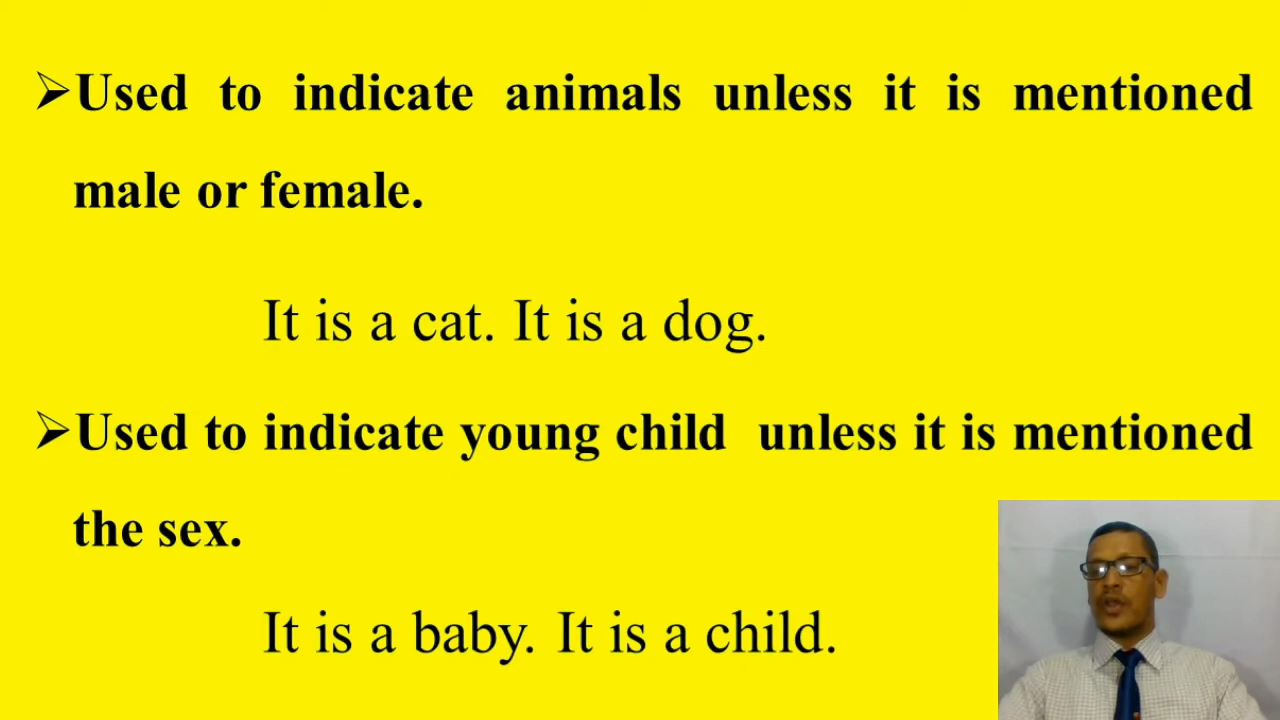 ➢Used to indicate animals unless it is mentioned
male or female.
It is a cat. It is a dog.
➢Used to indicate young child unless it is mentioned
the sex.
It is a baby. It is a child.